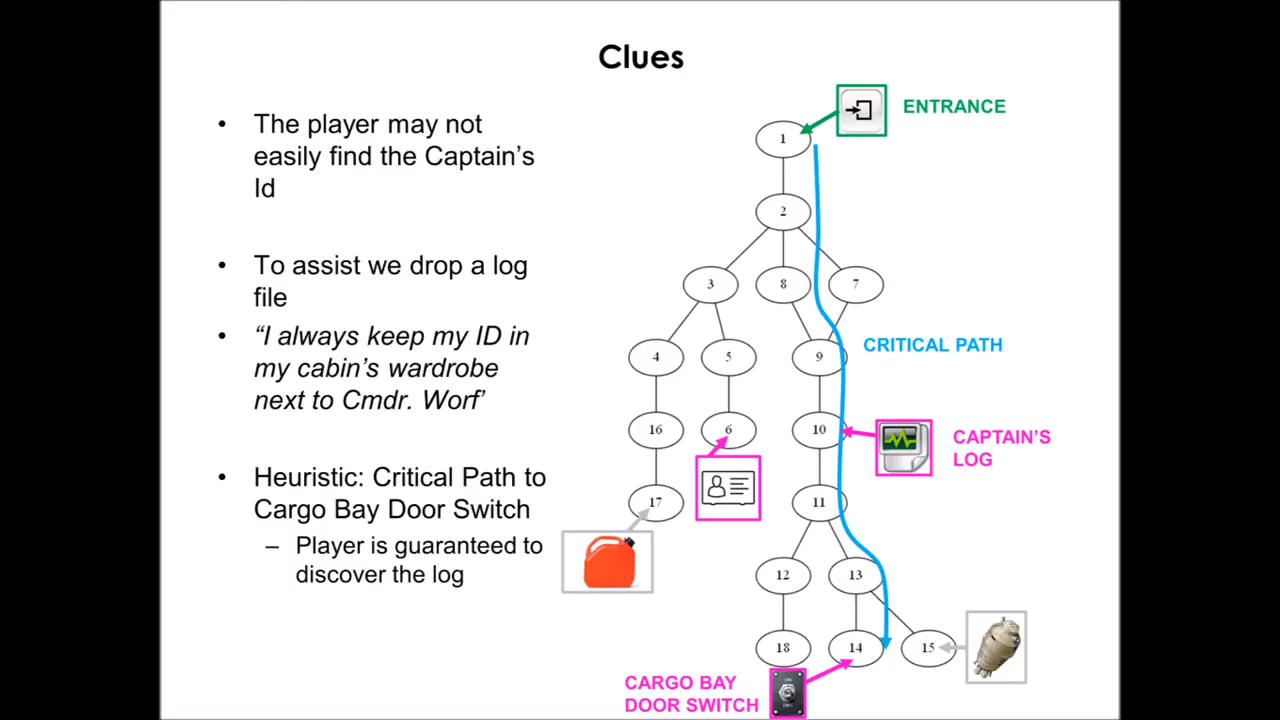 Clues
• The player may not
easily find the Captain’s
Id
• To assist we drop a log
file
• “I always keep my ID in
my cabin’s wardrobe
next to Cmdr. Worf’
• Heuristic: Critical Path to
Cargo Bay Door Switch
– Player is guaranteed to
discover the log
ENTRANCE
1
2
3
8
7
CRITICAL PATH
4
5
9
16
6
10
CAPTAIN’S
LOG
17
11
12
13
18
14
15
CARGO BAY
DOOR SWITCH